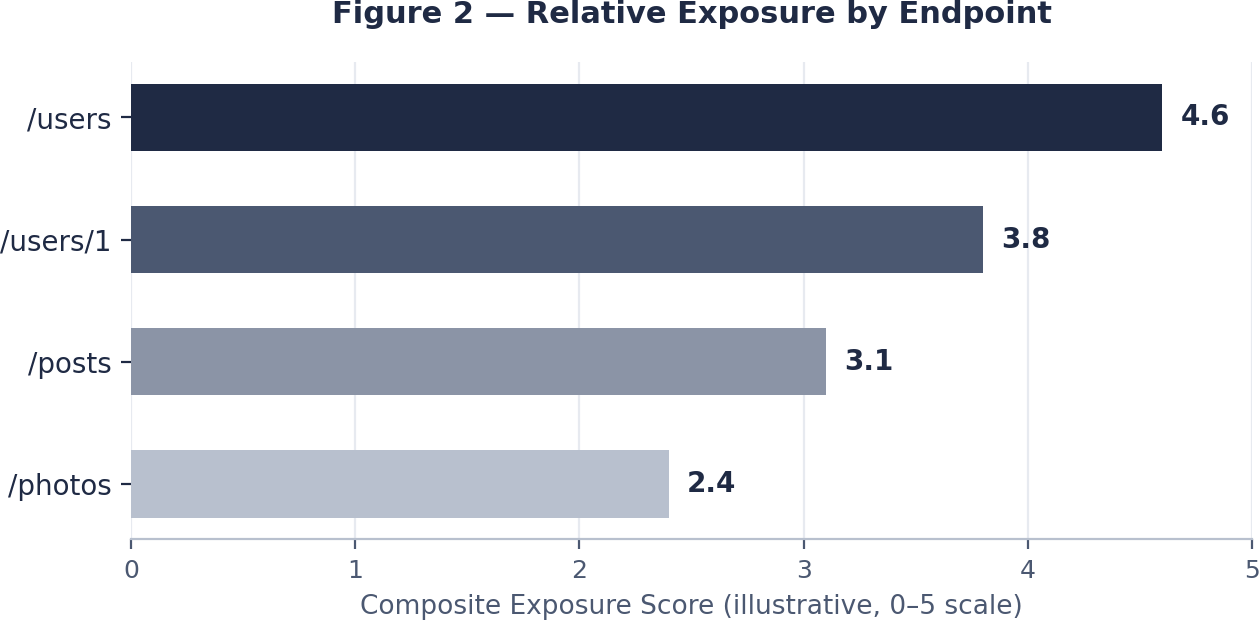 Figure 2 — Relative Exposure by Endpoint
/users
4.6
/users/1
3.8
/posts
3.1
/photos
2.4
0 1 2 3 4 5
Composite Exposure Score (illustrative, 0–5 scale)